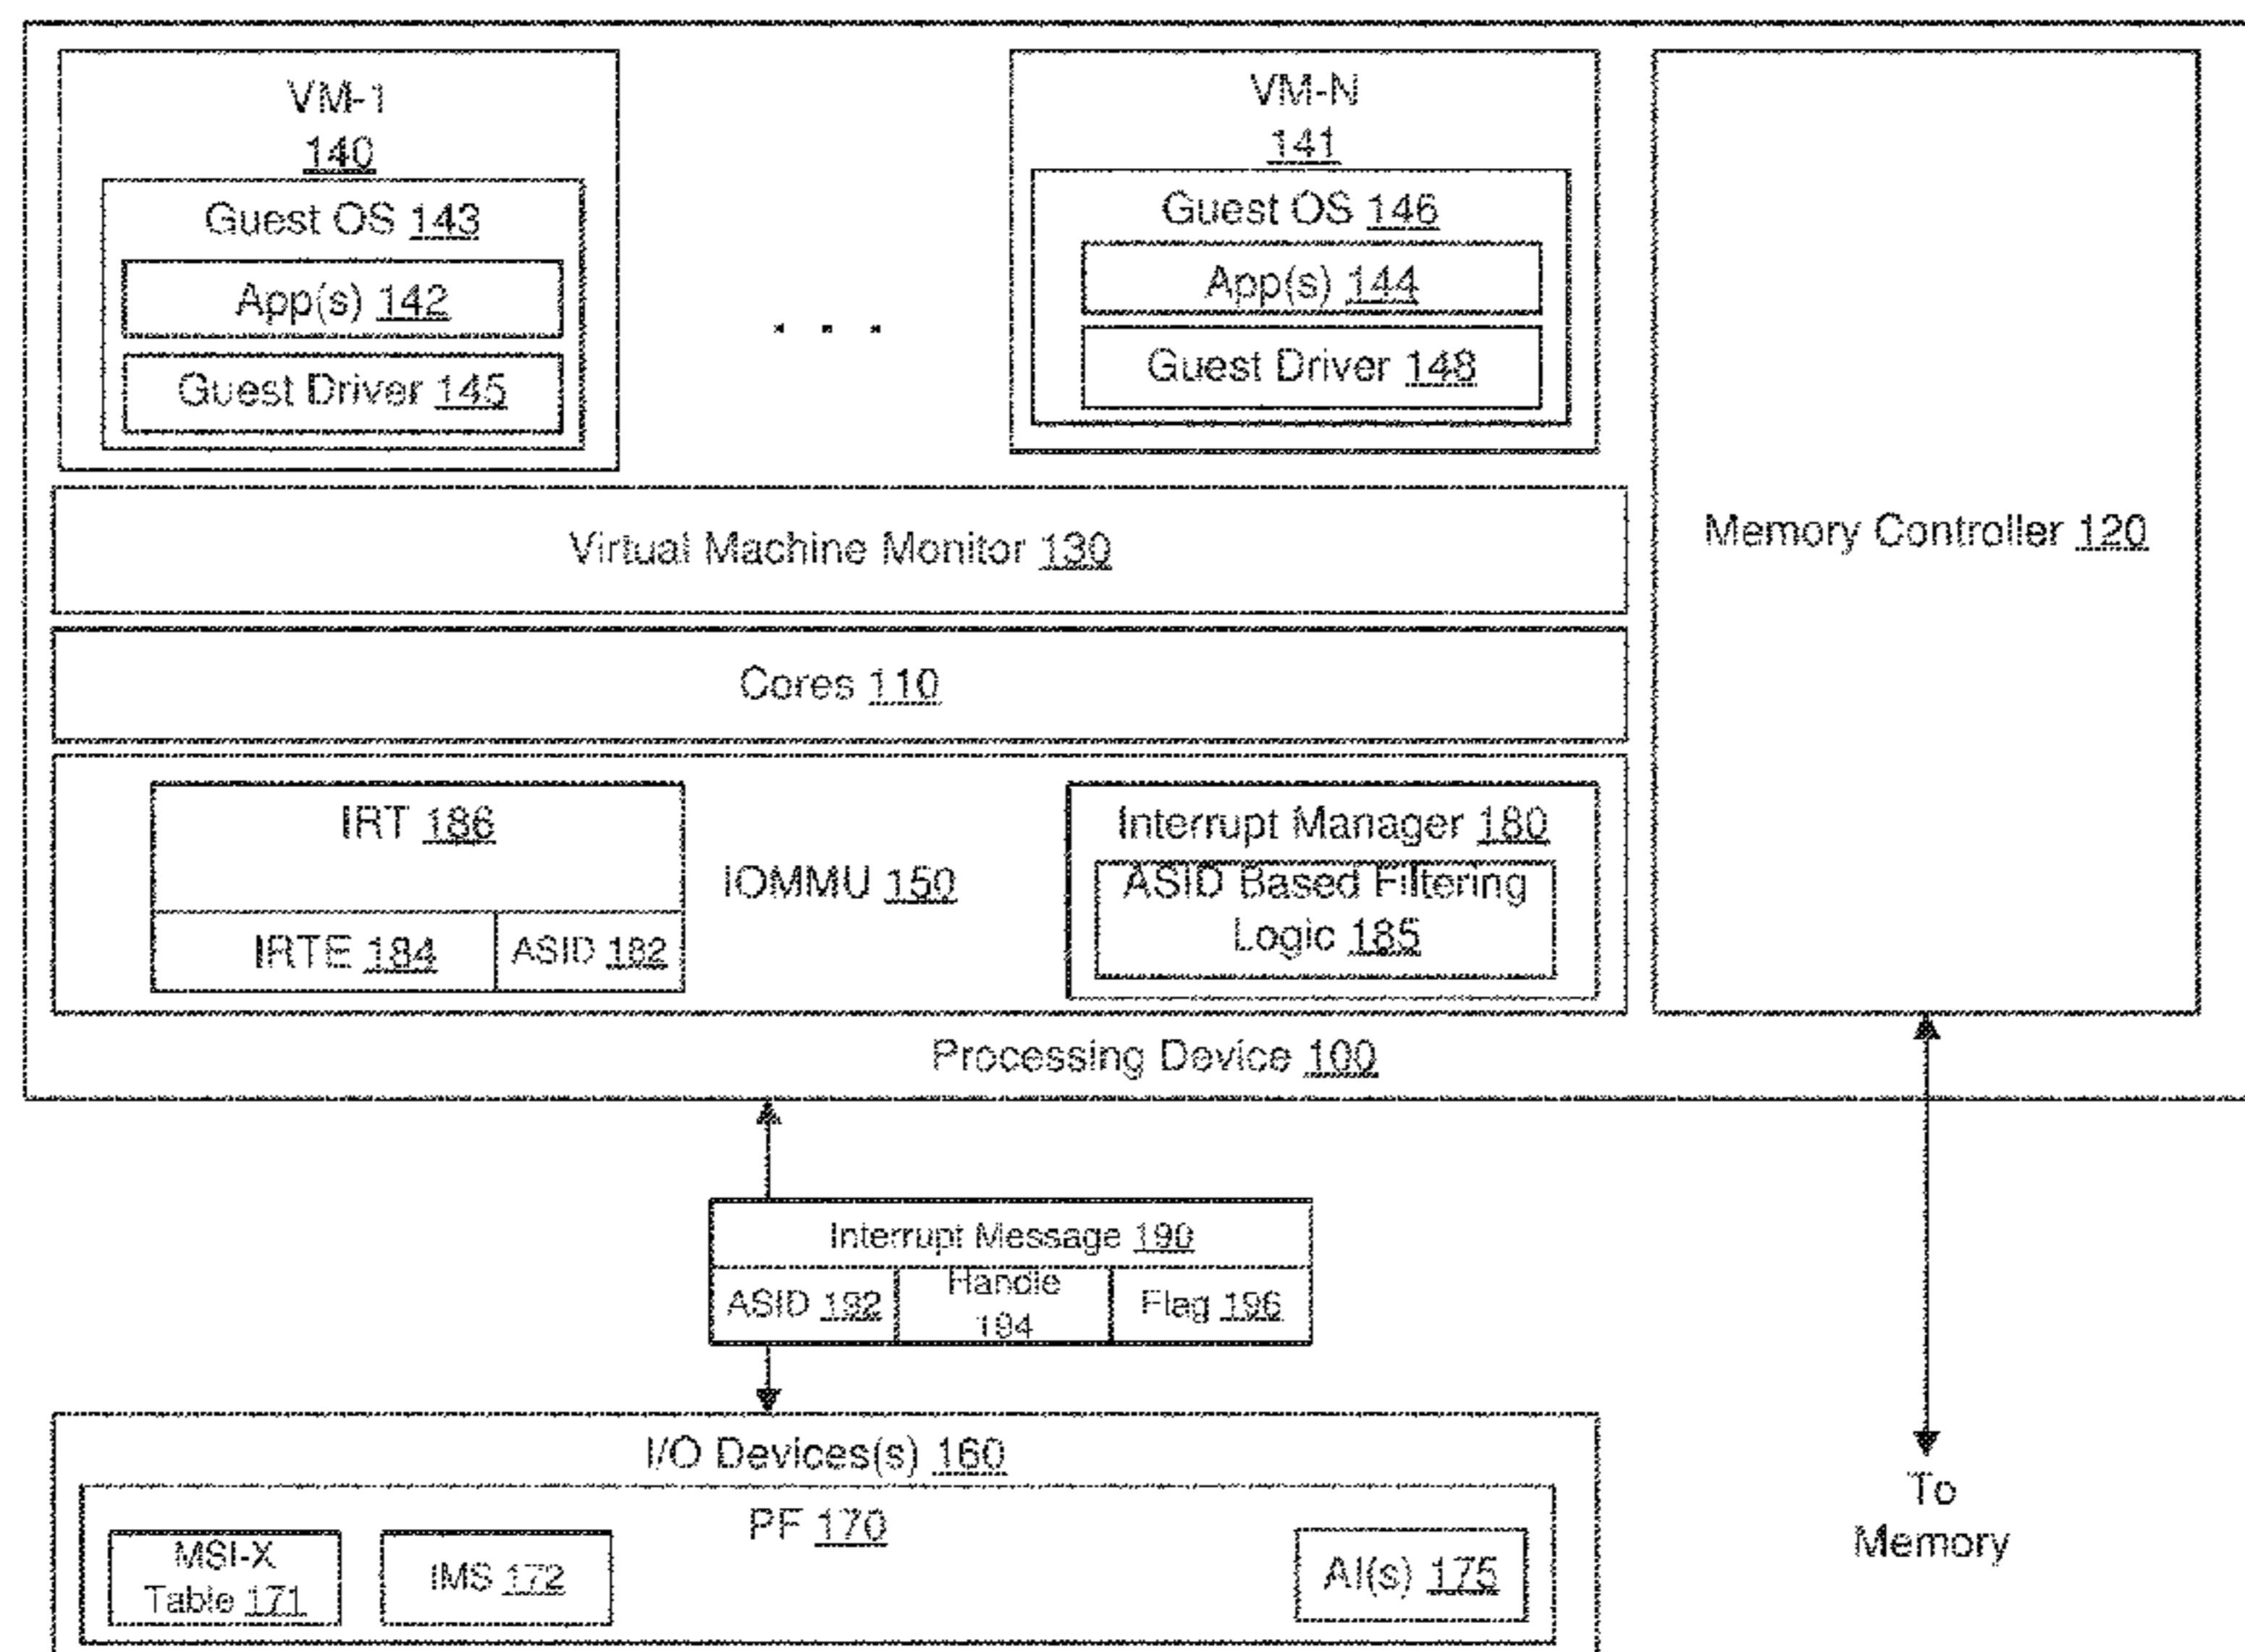 VM-1
140
Guest OS 143
App(s) 142
Guest Driver 145
. . .
VM-N
141
Guest OS 146
App(s) 144
Guest Driver 148
Memory Controller 120
Virtual Machine Monitor 130
Cores 110
IRT 186
IRTE 184
ASID 182
IOMMU 150
Interrupt Manager 180
ASID Based Filtering
Logic 185
Processing Device 100
Interrupt Message 190
ASID 192
Handle
194
Flag 196
I/O Devices(s) 160
PF 170
MSI-X
Table 171
IMS 172
AI(s) 175
To
Memory